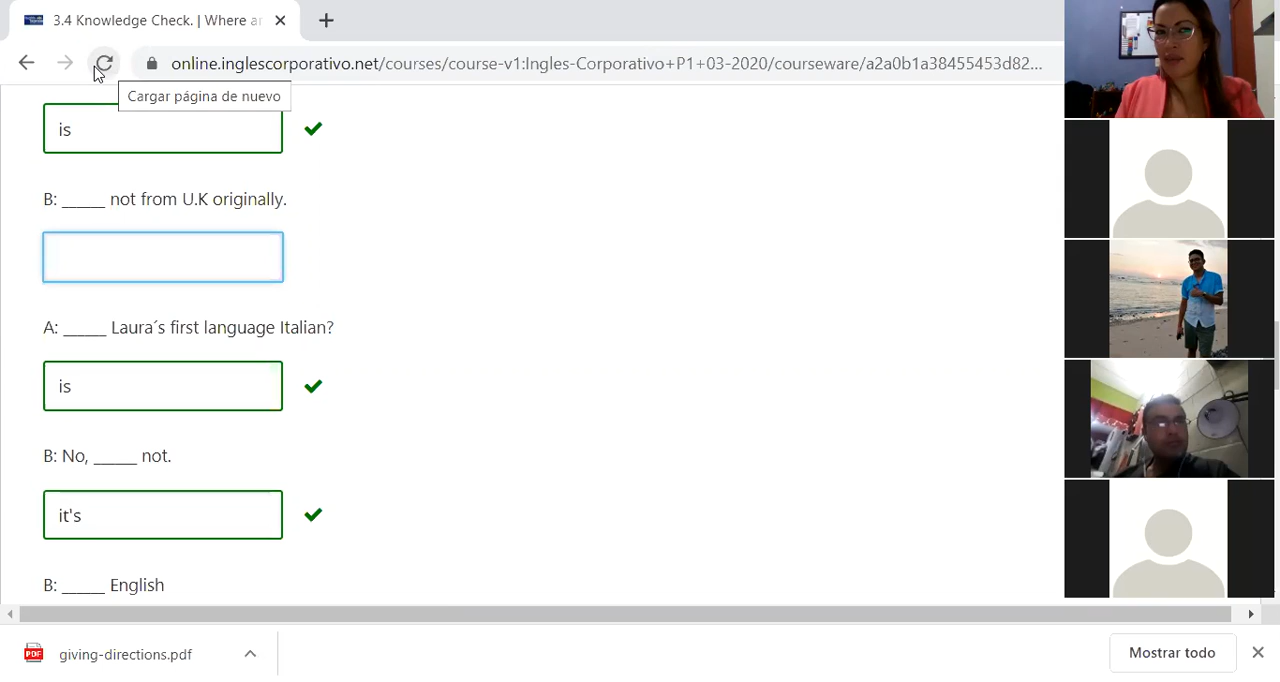 3.4 Knowledge Check. | Where ar
online.inglescorporativo.net/courses/course-v1:Ingles-Corporativo+P1+03-2020/courseware/a2a0b1a38455453d82...
Cargar página de nuevo
is
B: _____ not from U.K originally.
A: _____ Laura´s first language Italian?
is
B: No, _____ not.
it's
B: _____ English
giving-directions.pdf
Mostrar todo